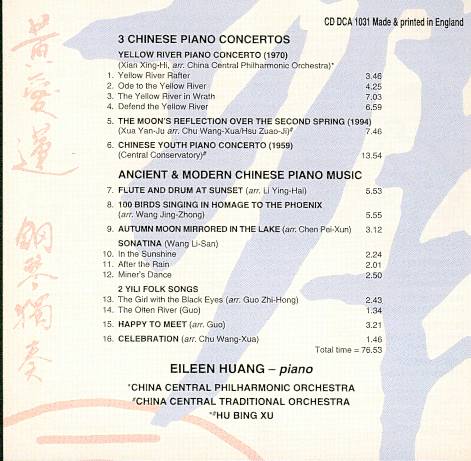 CD DCA 1031 Made & printed in England
3 CHINESE PIANO CONCERTOS
YELLOW RIVER PIANO CONCERTO (1970)
(Xian Xing-Hi, arr. China Central Philharmonic Orchestra)*
1. Yellow River Rafter 3.46
2. Ode to the Yellow River 4.25
3. The Yellow River in Wrath 7.03
4. Defend the Yellow River 6.59
5. THE MOON'S REFLECTION OVER THE SECOND SPRING (1994)
(Xua Yan-Ju arr. Chu Wang-Xua/Hsu Zuao-Ji)# 7.46
6. CHINESE YOUTH PIANO CONCERTO (1959)
(Central Conservatory)# 13.54
ANCIENT & MODERN CHINESE PIANO MUSIC
7. FLUTE AND DRUM AT SUNSET (arr. Li Ying-Hai) 5.53
8. 100 BIRDS SINGING IN HOMAGE TO THE PHOENIX
(arr. Wang Jing-Zhong) 5.55
9. AUTUMN MOON MIRRORED IN THE LAKE (arr. Chen Pei-Xun) 3.12
SONATINA (Wang Li-San)
10. In the Sunshine 2.24
11. After the Rain 2.01
12. Miner's Dance 2.50
2 YILI FOLK SONGS
13. The Girl with the Black Eyes (arr. Guo Zhi-Hong) 2.43
14. The Olten River (Guo) 1.34
15. HAPPY TO MEET (arr. Guo) 3.21
16. CELEBRATION (arr. Chu Wang-Xua) 1.46
Total time = 76.53
EILEEN HUANG – piano
*CHINA CENTRAL PHILHARMONIC ORCHESTRA
#CHINA CENTRAL TRADITIONAL ORCHESTRA
*#HU BING XU
黃愛蓮
鋼琴獨奏